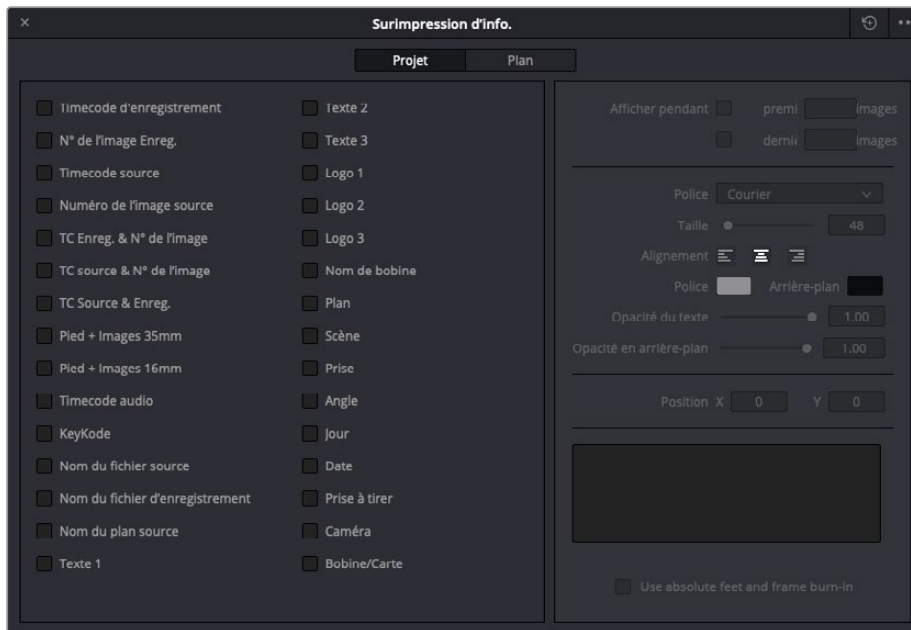 Surimpression d'info.
Projet
Plan
Timecode d'enregistrement
N° de l'image Enreg.
Timecode source
Numéro de l'image source
TC Enreg. & N° de l'image
TC source & N° de l'image
TC Source & Enreg.
Pied + Images 35mm
Pied + Images 16mm
Timecode audio
KeyKode
Nom du fichier source
Nom du fichier d'enregistrement
Nom du plan source
Texte 1
Texte 2
Texte 3
Logo 1
Logo 2
Logo 3
Nom de bobine
Plan
Scène
Prise
Angle
Jour
Date
Prise à tirer
Caméra
Bobine/Carte
Afficher pendant premi images
dernie images
Police Courier
Taille 48
Alignement
Police Arrière-plan
Opacité du texte 1.00
Opacité en arrière-plan 1.00
Position X 0 Y 0
Use absolute feet and frame burn-in